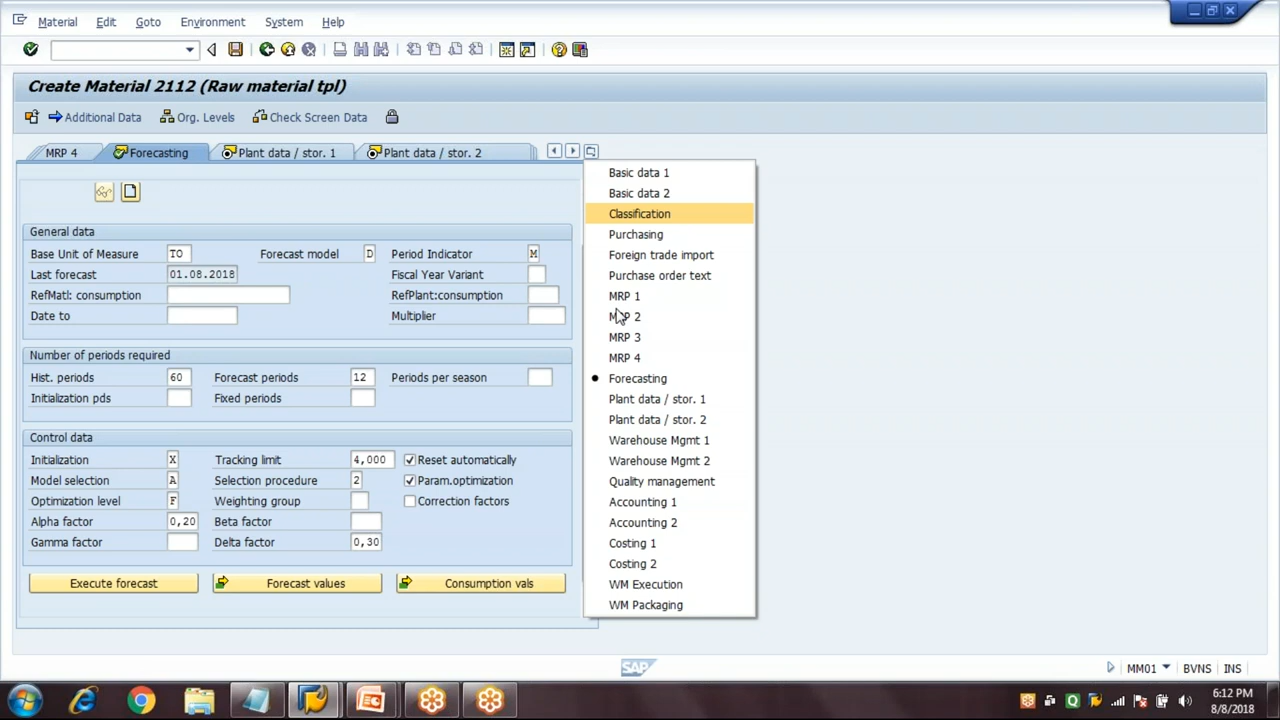 Material Edit Goto Environment System Help
Create Material 2112 (Raw material tpl)
Additional Data Org. Levels Check Screen Data
MRP 4 Forecasting Plant data / stor. 1 Plant data / stor. 2
Basic data 1
Basic data 2
Classification
Purchasing
Foreign trade import
Purchase order text
MRP 1
MRP 2
MRP 3
MRP 4
Forecasting
Plant data / stor. 1
Plant data / stor. 2
Warehouse Mgmt 1
Warehouse Mgmt 2
Quality management
Accounting 1
Accounting 2
Costing 1
Costing 2
WM Execution
WM Packaging
General data
Base Unit of Measure TO Forecast model D Period Indicator M
Last forecast 01.08.2018 Fiscal Year Variant
RefMatl: consumption RefPlant:consumption
Date to Multiplier
Number of periods required
Hist. periods 60 Forecast periods 12 Periods per season
Initialization pds Fixed periods
Control data
Initialization X Tracking limit 4,000 Reset automatically
Model selection A Selection procedure 2 Param.optimization
Optimization level F Weighting group Correction factors
Alpha factor 0,20 Beta factor
Gamma factor Delta factor 0,30
Execute forecast Forecast values Consumption vals
SAP MM01 BVNS INS
6:12 PM
8/8/2018